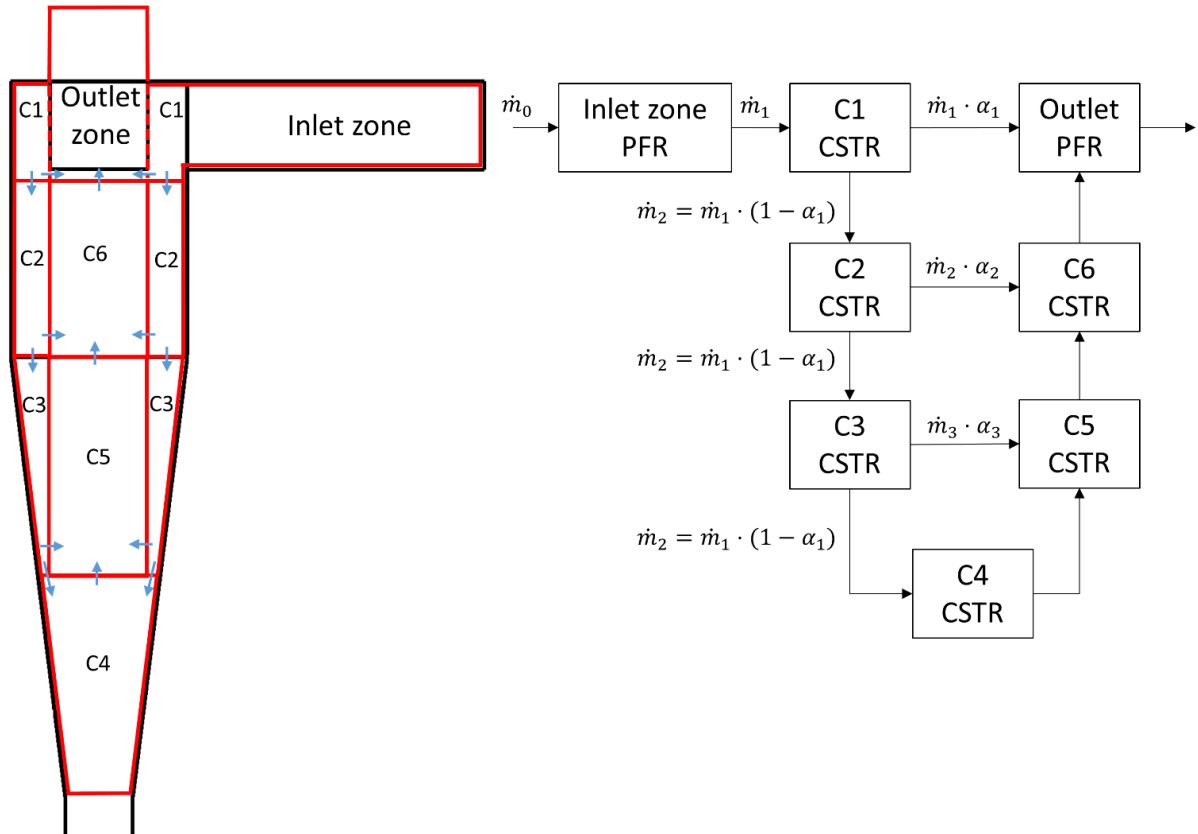 C1
Outlet
zone
C1
Inlet zone
C2
C6
C2
C3
C3
C5
C4
ṁ₀
Inlet zone
PFR
ṁ₁
C1
CSTR
ṁ₁ · α₁
Outlet
PFR
ṁ₂ = ṁ₁ · (1 − α₁)
C2
CSTR
ṁ₂ · α₂
C6
CSTR
ṁ₂ = ṁ₁ · (1 − α₁)
C3
CSTR
ṁ₃ · α₃
C5
CSTR
ṁ₂ = ṁ₁ · (1 − α₁)
C4
CSTR